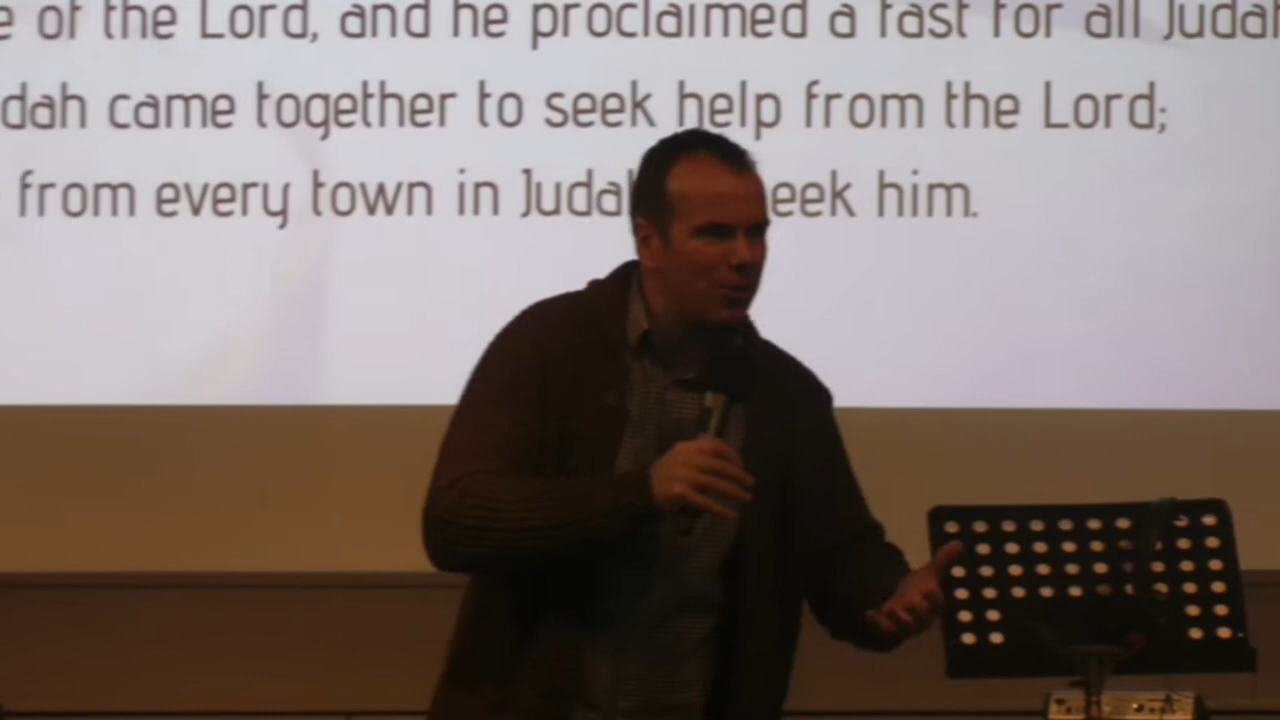 e of the Lord, and he proclaimed a fast for all Judah
dah came together to seek help from the Lord;
from every town in Judah seek him.